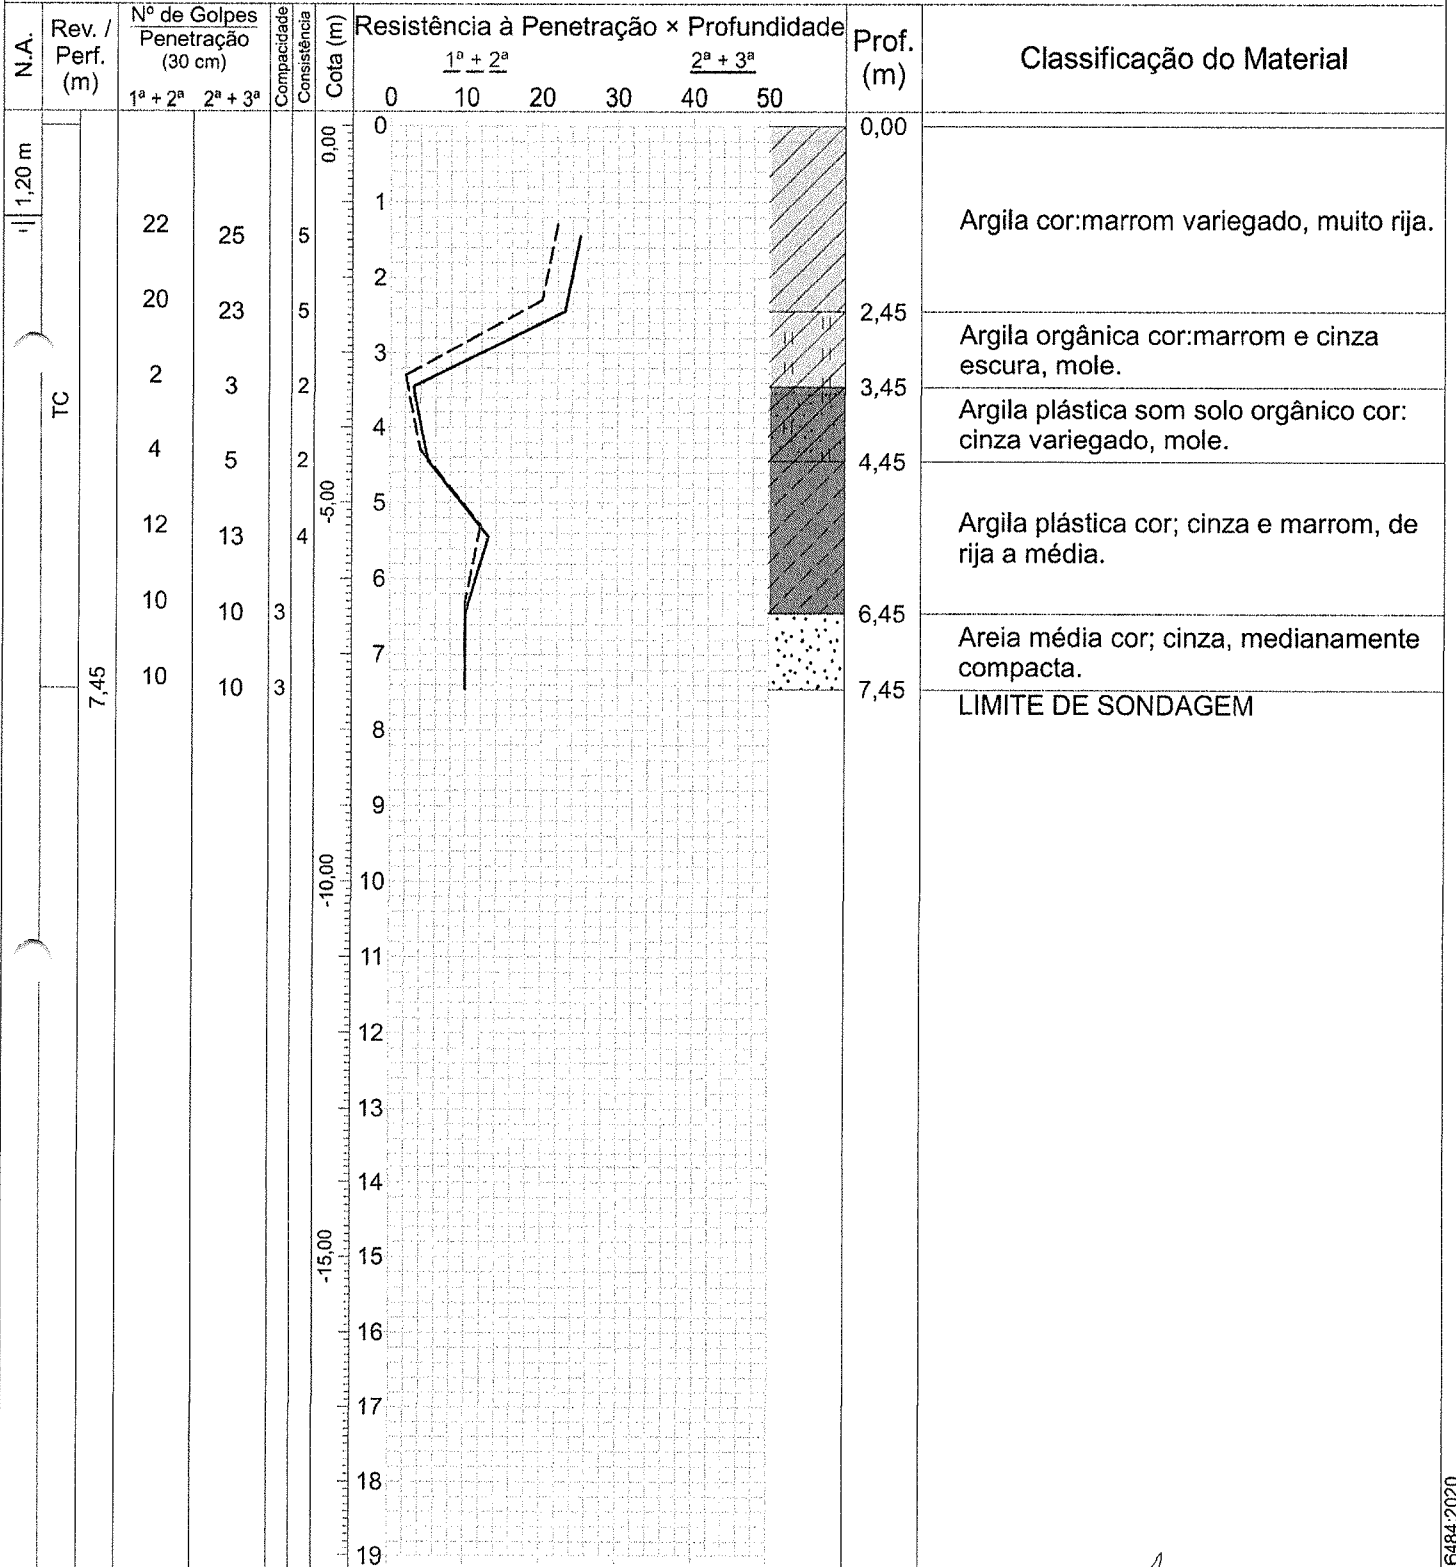 N.A.
Rev. /
Perf.
(m)
Nº de Golpes
Penetração
(30 cm)
1ª + 2ª 2ª + 3ª
Compacidade
Consistência
Cota (m)
Resistência à Penetração × Profundidade
1ª + 2ª 2ª + 3ª
0 10 20 30 40 50
Prof.
(m)
Classificação do Material
1,20 m
TC
7,45
22 25 5
20 23 5
2 3 2
4 5 2
12 13 4
10 10 3
10 10 3
0,00
-5,00
-10,00
-15,00
0
1
2
3
4
5
6
7
8
9
10
11
12
13
14
15
16
17
18
19
0,00
Argila cor:marrom variegado, muito rija.
2,45
Argila orgânica cor:marrom e cinza
escura, mole.
3,45
Argila plástica som solo orgânico cor:
cinza variegado, mole.
4,45
Argila plástica cor; cinza e marrom, de
rija a média.
6,45
Areia média cor; cinza, medianamente
compacta.
7,45
LIMITE DE SONDAGEM
6484:2020